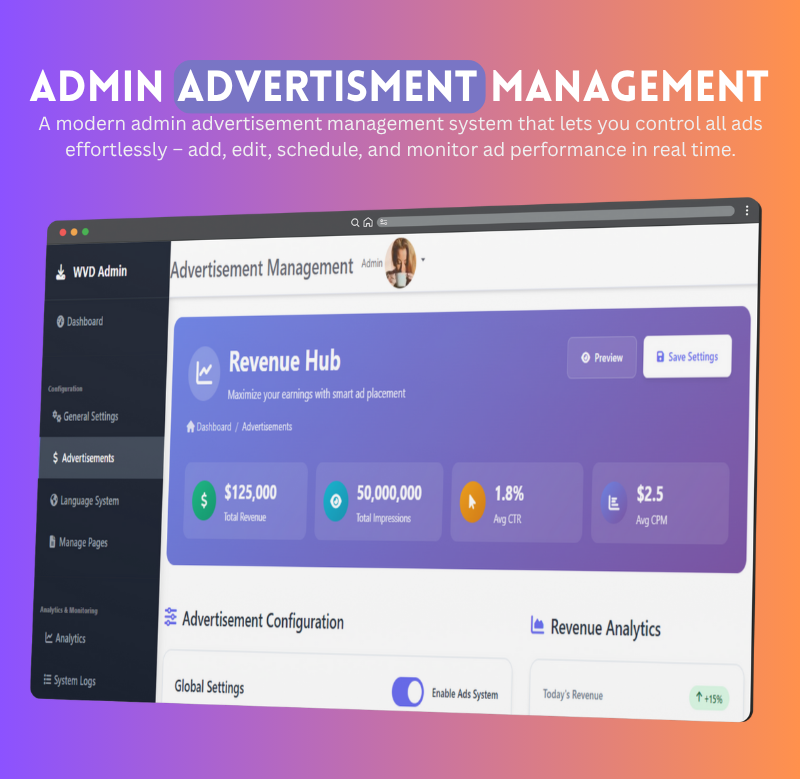 ADMIN ADVERTISMENT MANAGEMENT
A modern admin advertisement management system that lets you control all ads
effortlessly – add, edit, schedule, and monitor ad performance in real time.
WVD Admin
Advertisement Management
Admin
Dashboard
Configuration
General Settings
Advertisements
Language System
Manage Pages
Analytics & Monitoring
Analytics
System Logs
Revenue Hub
Maximize your earnings with smart ad placement
Preview
Save Settings
Dashboard / Advertisements
$125,000
Total Revenue
50,000,000
Total Impressions
1.8%
Avg CTR
$2.5
Avg CPM
Advertisement Configuration
Global Settings
Enable Ads System
Revenue Analytics
Today's Revenue
+15%